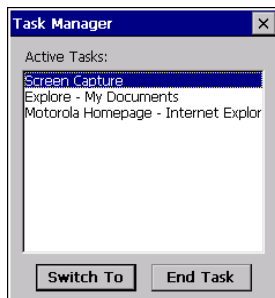 Task Manager
Active Tasks:
Screen Capture
Explore - My Documents
Motorola Homepage - Internet Explor
Switch To
End Task